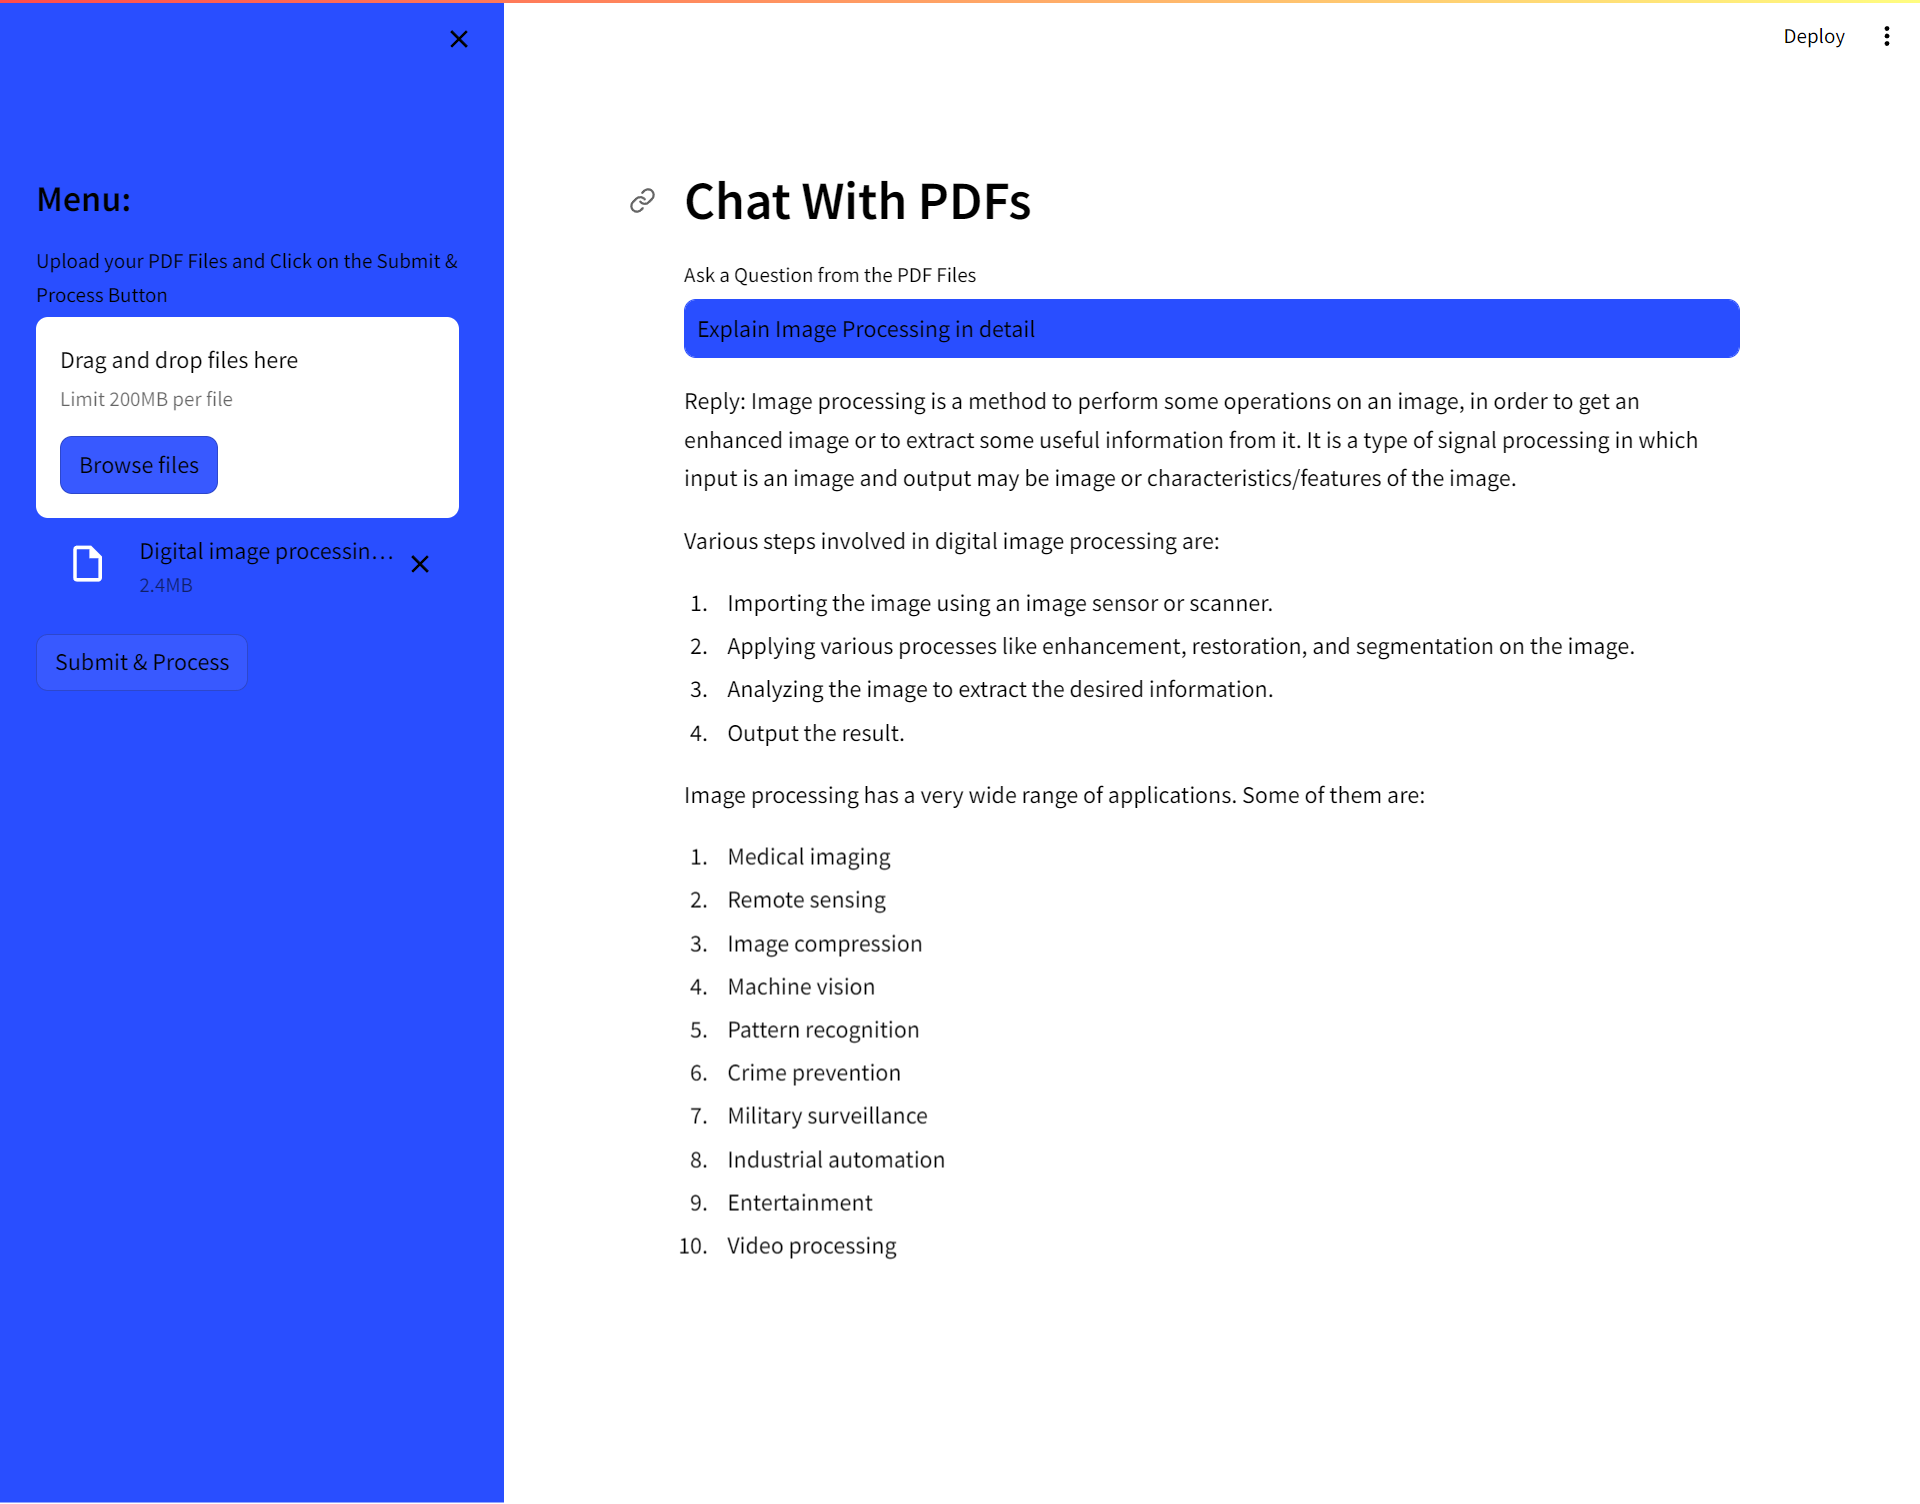 Deploy
Menu:
Upload your PDF Files and Click on the Submit &
Process Button
Drag and drop files here
Limit 200MB per file
Browse files
Digital image processin...
2.4MB
Submit & Process
Chat With PDFs
Ask a Question from the PDF Files
Explain Image Processing in detail
Reply: Image processing is a method to perform some operations on an image, in order to get an
enhanced image or to extract some useful information from it. It is a type of signal processing in which
input is an image and output may be image or characteristics/features of the image.
Various steps involved in digital image processing are:
1. Importing the image using an image sensor or scanner.
2. Applying various processes like enhancement, restoration, and segmentation on the image.
3. Analyzing the image to extract the desired information.
4. Output the result.
Image processing has a very wide range of applications. Some of them are:
1. Medical imaging
2. Remote sensing
3. Image compression
4. Machine vision
5. Pattern recognition
6. Crime prevention
7. Military surveillance
8. Industrial automation
9. Entertainment
10. Video processing